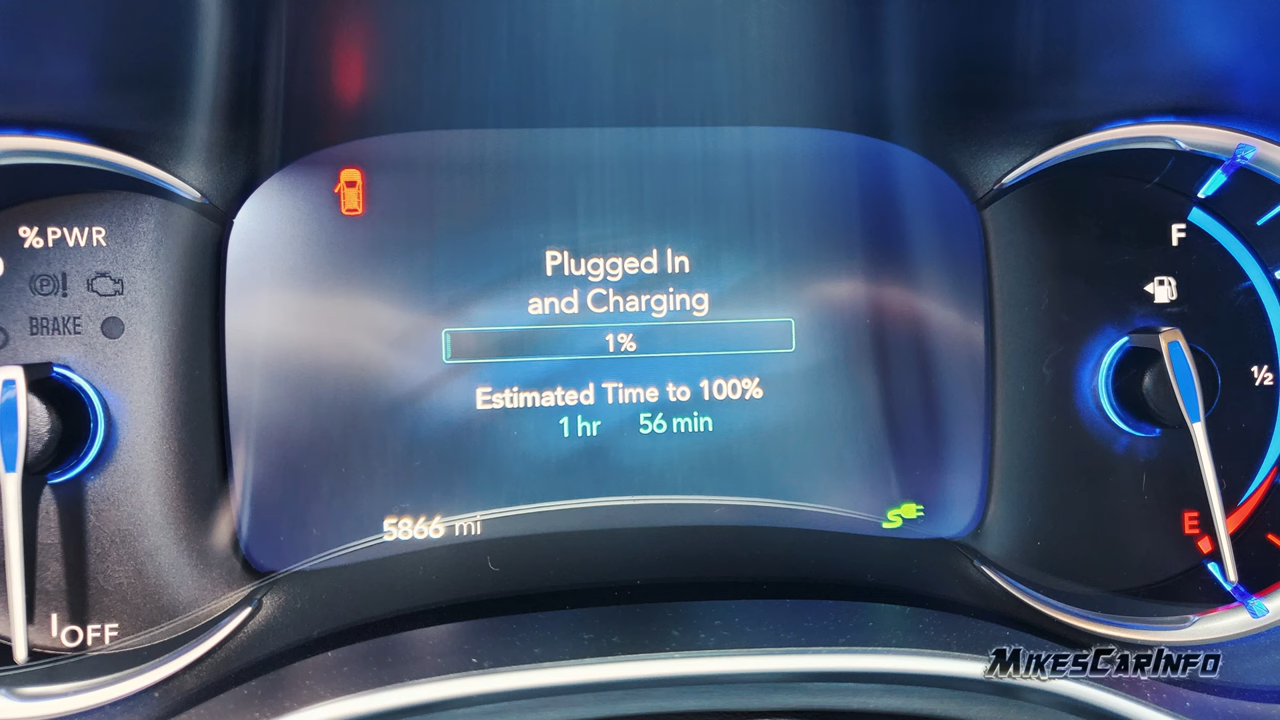 %PWR
BRAKE
OFF
Plugged In
and Charging
1%
Estimated Time to 100%
1 hr 56 min
5866 mi
F
½
E
MIKESCARINFO